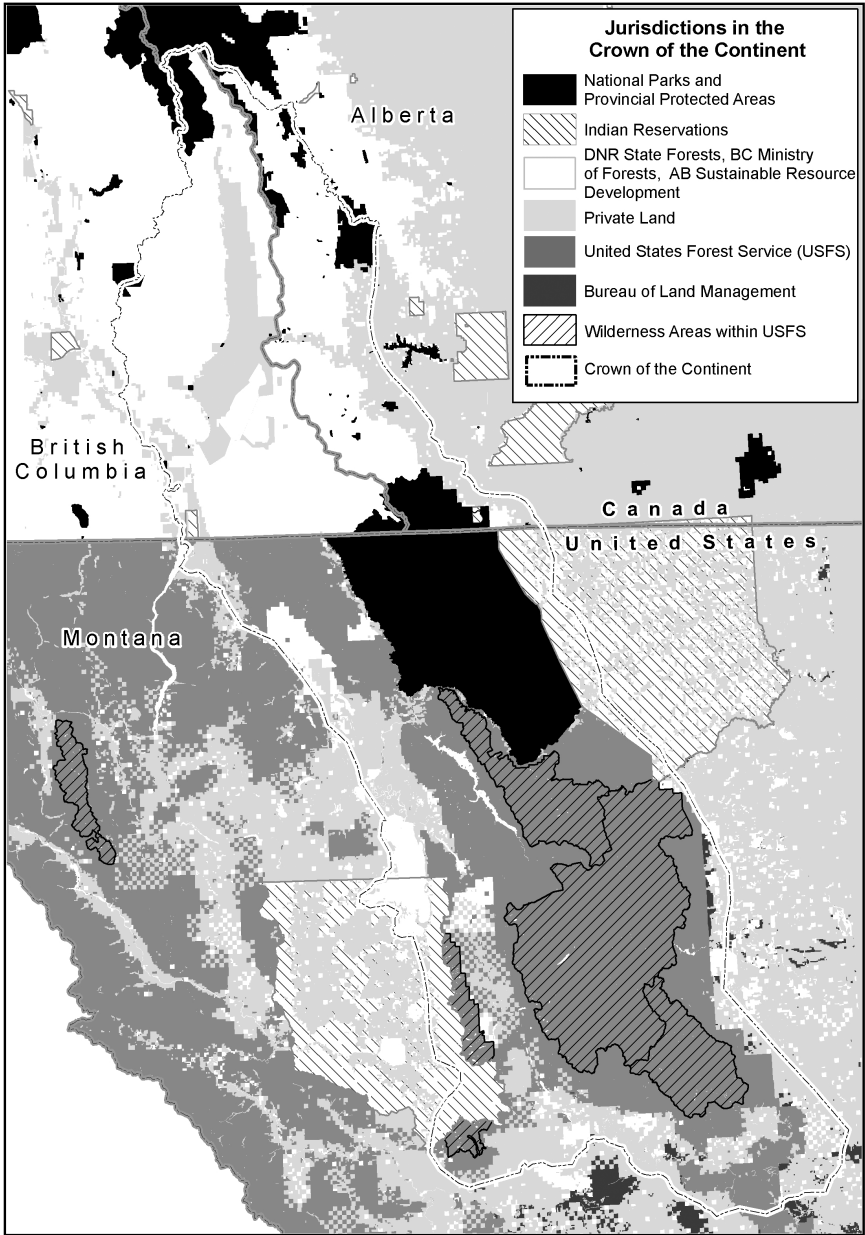 Jurisdictions in the
Crown of the Continent
National Parks and
Provincial Protected Areas
Indian Reservations
DNR State Forests, BC Ministry
of Forests, AB Sustainable Resource
Development
Private Land
United States Forest Service (USFS)
Bureau of Land Management
Wilderness Areas within USFS
Crown of the Continent
Alberta
British
Columbia
Canada
United States
Montana